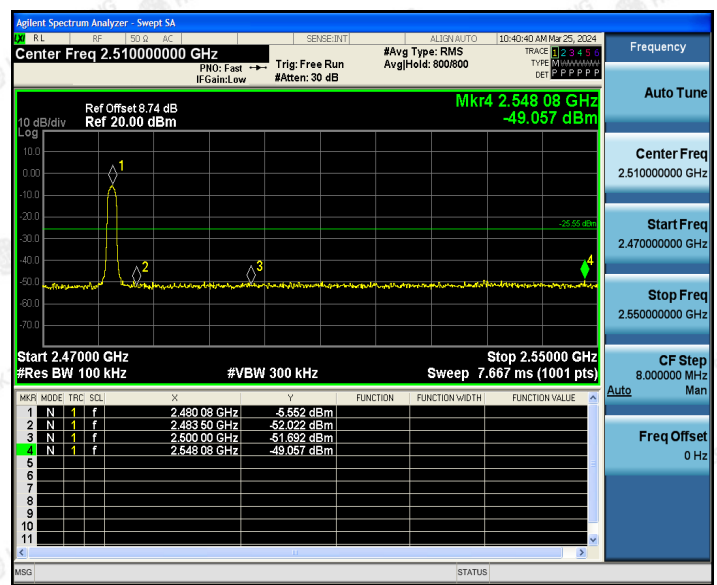 Agilent Spectrum Analyzer - Swept SA
LXI RL RF 50 Ω AC SENSE:INT ALIGNAUTO 10:40:40 AM Mar 25, 2024
Center Freq 2.510000000 GHz #Avg Type: RMS TRACE 1 2 3 4 5 6
PNO: Fast Trig: Free Run Avg|Hold: 800/800 TYPE M
IFGain:Low #Atten: 30 dB DET P P P P P P
Frequency
Auto Tune
Center Freq
2.510000000 GHz
Start Freq
2.470000000 GHz
Stop Freq
2.550000000 GHz
CF Step
8.000000 MHz
Auto Man
Freq Offset
0 Hz
Mkr4 2.548 08 GHz
-49.057 dBm
Ref Offset 8.74 dB
10 dB/div Ref 20.00 dBm
Log
10.0
0.00
-10.0
-20.0
-30.0
-40.0
-50.0
-60.0
-70.0
1
2
3
4
-25.55 dBm
Start 2.47000 GHz Stop 2.55000 GHz
#Res BW 100 kHz #VBW 300 kHz Sweep 7.667 ms (1001 pts)
MKR MODE TRC SCL X Y FUNCTION FUNCTION WIDTH FUNCTION VALUE
1 N 1 f 2.480 08 GHz -5.552 dBm
2 N 1 f 2.483 50 GHz -52.022 dBm
3 N 1 f 2.500 00 GHz -51.692 dBm
4 N 1 f 2.548 08 GHz -49.057 dBm
5
6
7
8
9
10
11
MSG STATUS